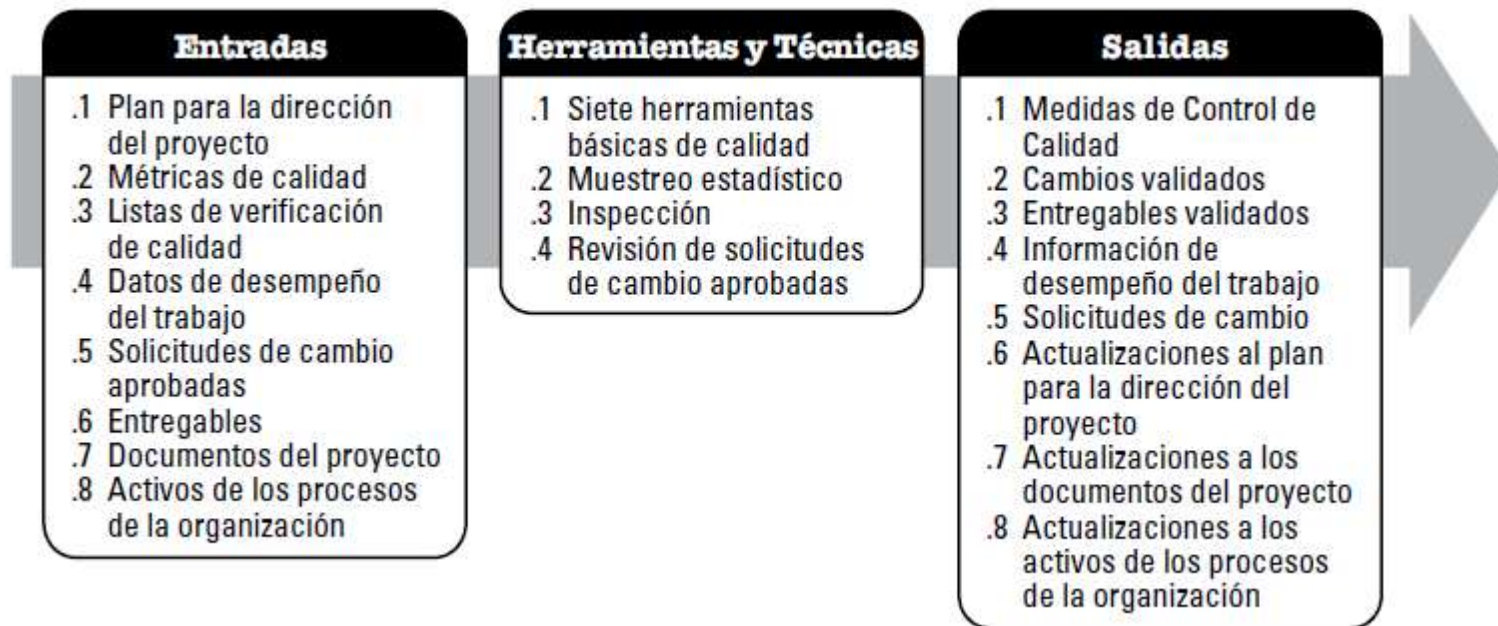 Entradas
.1 Plan para la dirección
del proyecto
.2 Métricas de calidad
.3 Listas de verificación
de calidad
.4 Datos de desempeño
del trabajo
.5 Solicitudes de cambio
aprobadas
.6 Entregables
.7 Documentos del proyecto
.8 Activos de los procesos
de la organización
Herramientas y Técnicas
.1 Siete herramientas
básicas de calidad
.2 Muestreo estadístico
.3 Inspección
.4 Revisión de solicitudes
de cambio aprobadas
Salidas
.1 Medidas de Control de
Calidad
.2 Cambios validados
.3 Entregables validados
.4 Información de
desempeño del trabajo
.5 Solicitudes de cambio
.6 Actualizaciones al plan
para la dirección del
proyecto
.7 Actualizaciones a los
documentos del proyecto
.8 Actualizaciones a los
activos de los procesos
de la organización